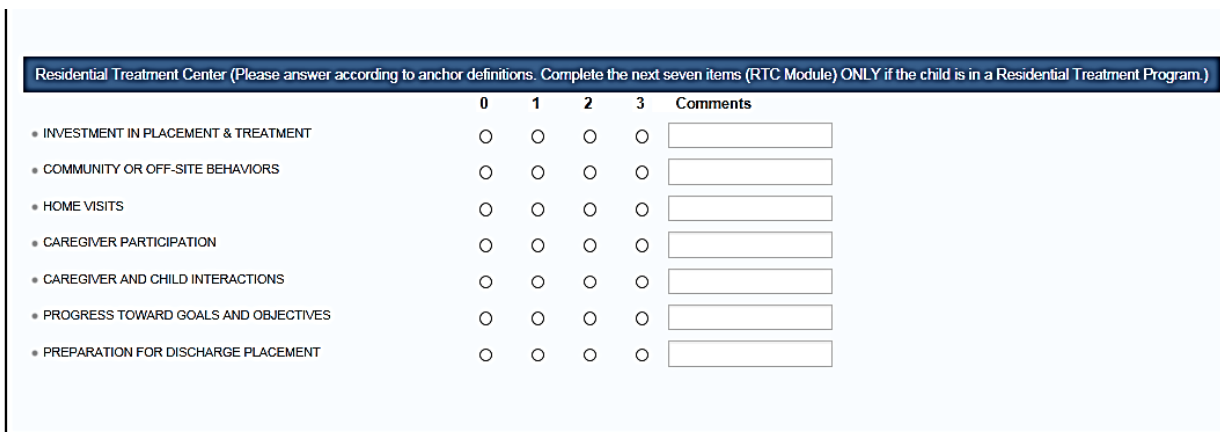 Residential Treatment Center (Please answer according to anchor definitions. Complete the next seven items (RTC Module) ONLY if the child is in a Residential Treatment Program.)
0 1 2 3 Comments
INVESTMENT IN PLACEMENT & TREATMENT
COMMUNITY OR OFF-SITE BEHAVIORS
HOME VISITS
CAREGIVER PARTICIPATION
CAREGIVER AND CHILD INTERACTIONS
PROGRESS TOWARD GOALS AND OBJECTIVES
PREPARATION FOR DISCHARGE PLACEMENT